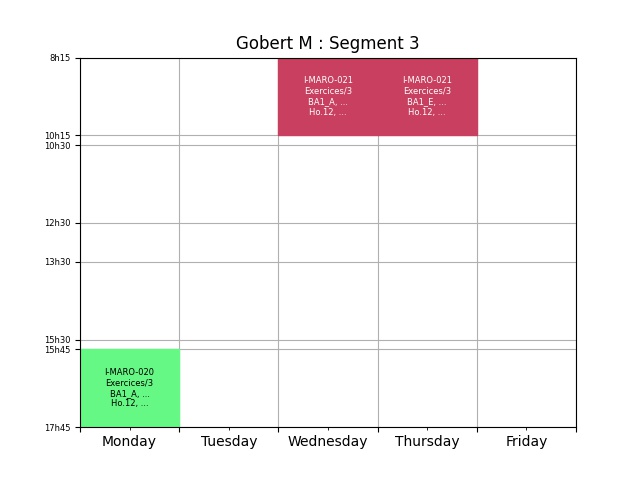 Gobert M : Segment 3
8h15
I-MARO-021
Exercices/3
BA1_A, ...
Ho.12, ...
I-MARO-021
Exercices/3
BA1_E, ...
Ho.12, ...
10h15
10h30
12h30
13h30
15h30
15h45
I-MARO-020
Exercices/3
BA1_A, ...
Ho.12, ...
17h45
Monday Tuesday Wednesday Thursday Friday